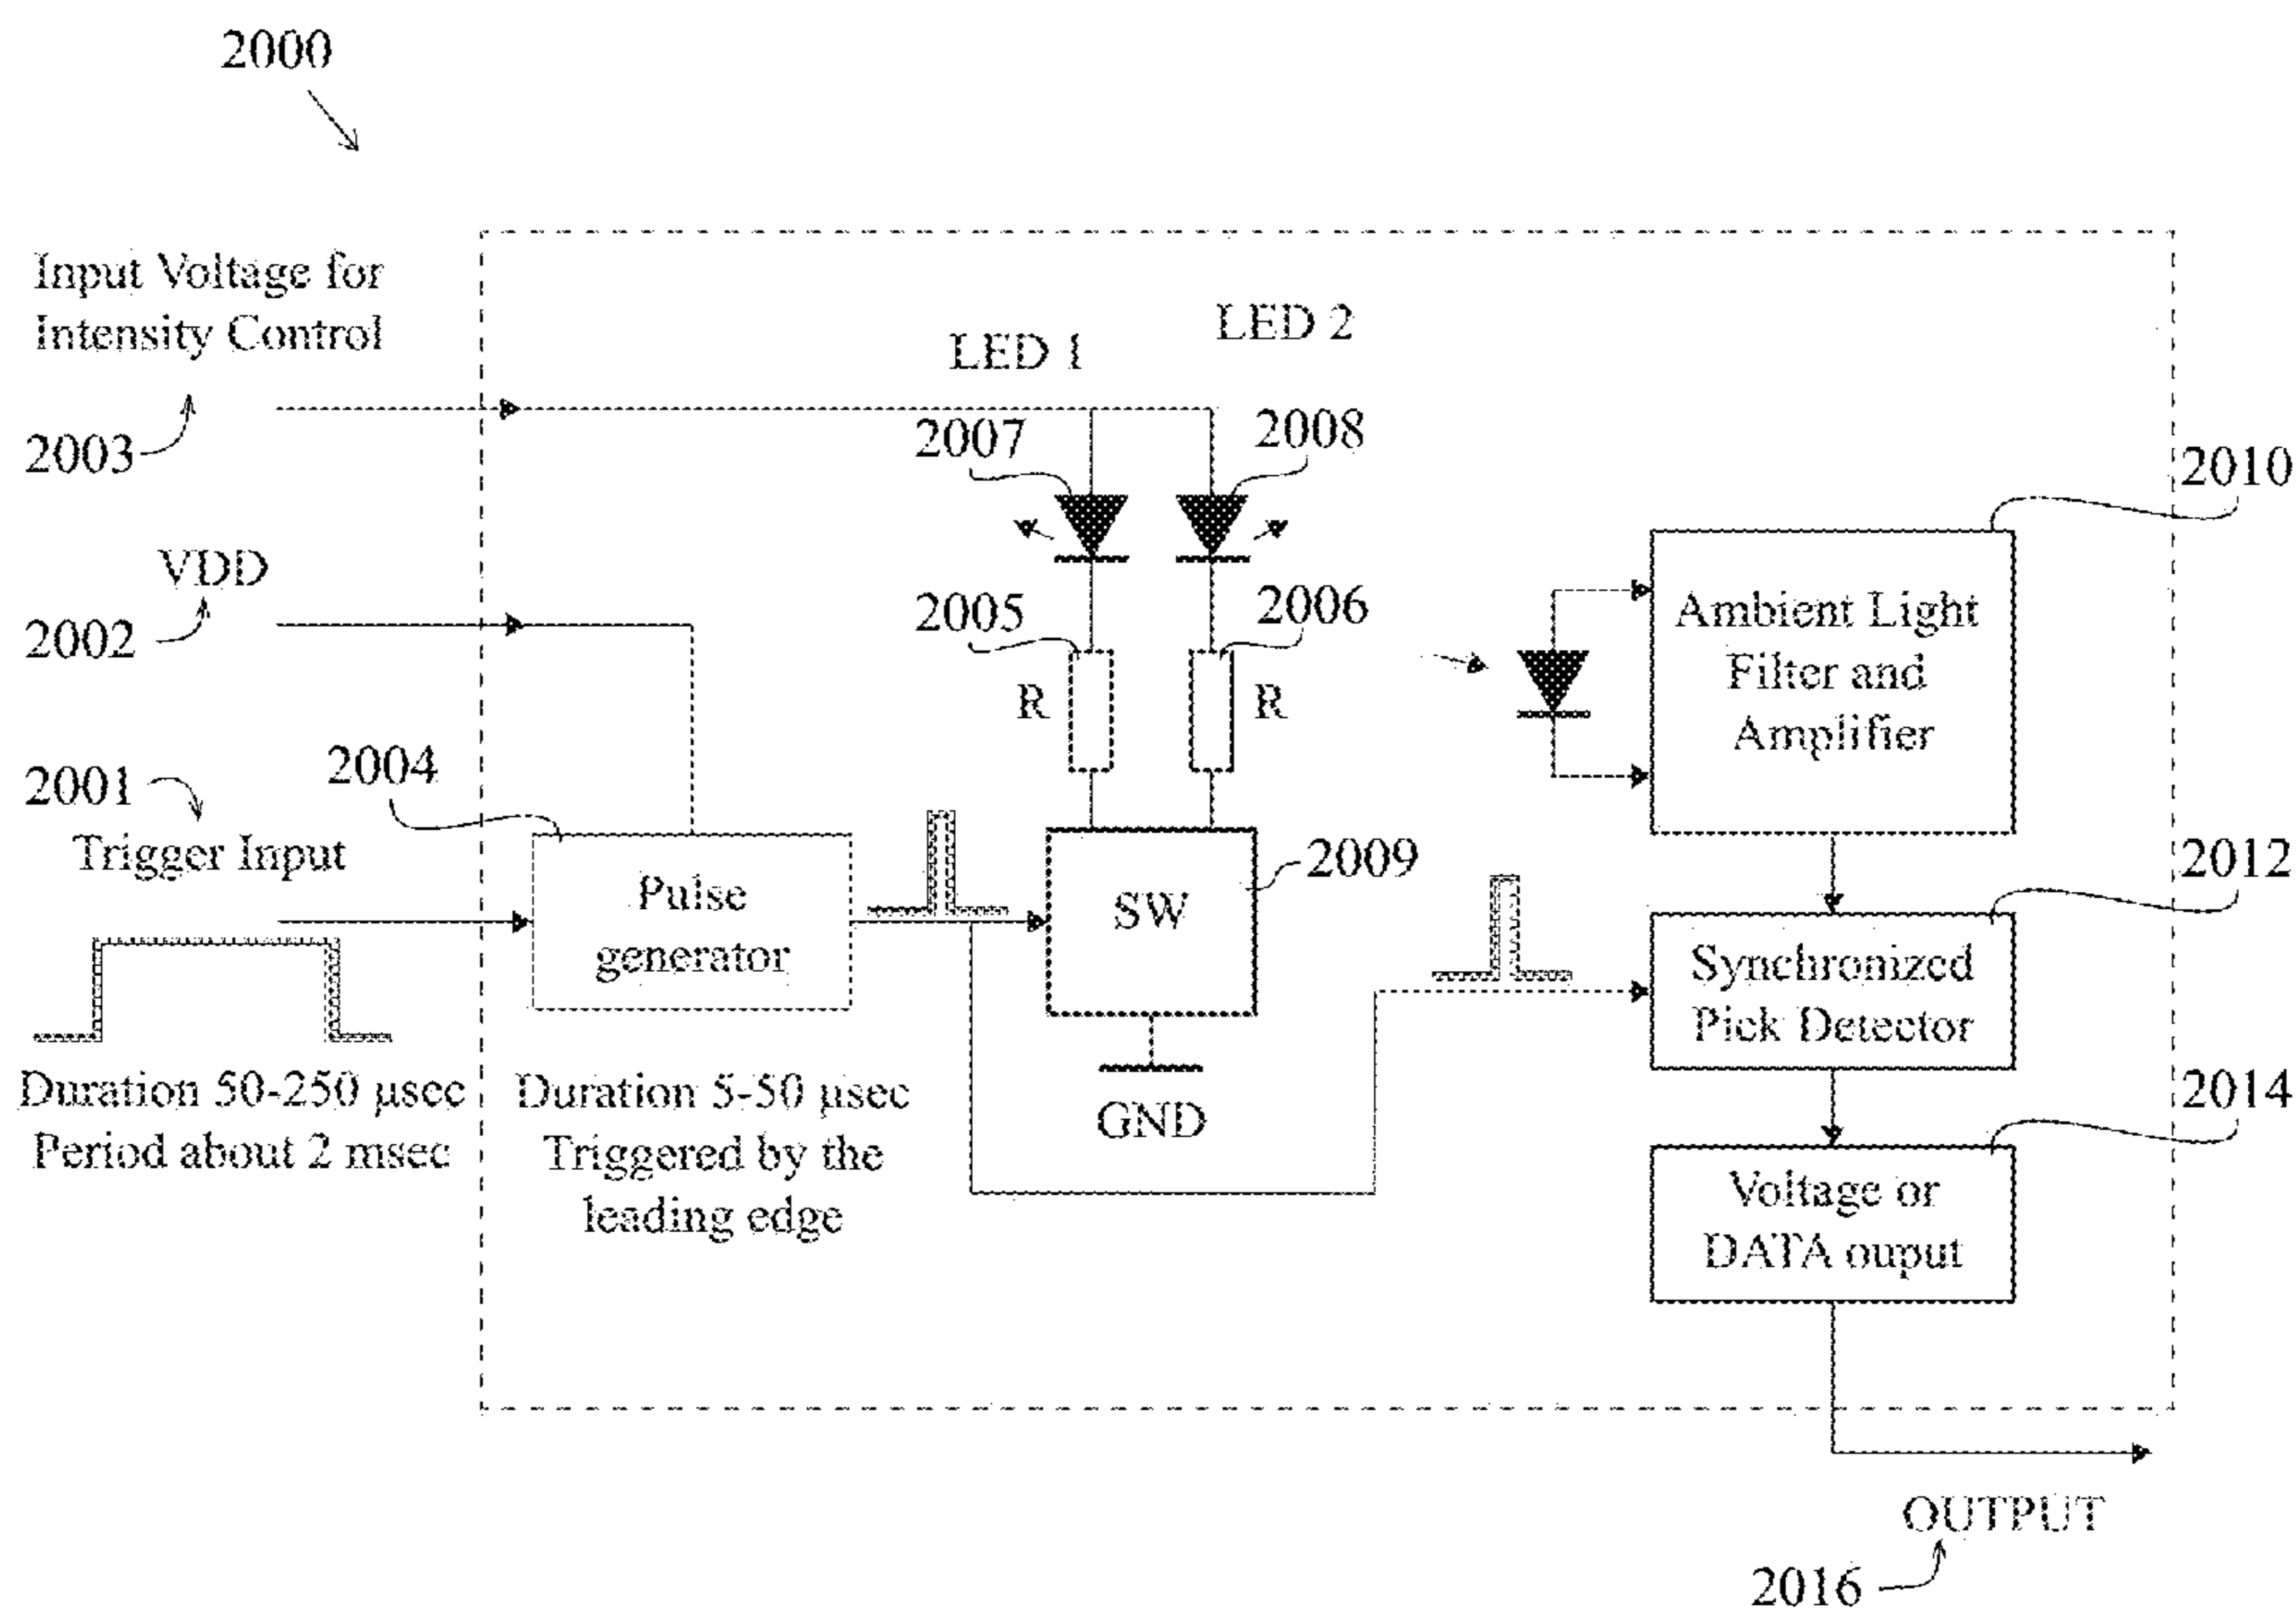 2000
Input Voltage for
Intensity Control
2003
LED 1
LED 2
2007
2008
2010
VDD
2002
2005
2006
R
R
Ambient Light
Filter and
Amplifier
2001
Trigger Input
2004
Pulse
generator
SW
2009
2012
Synchronized
Pick Detector
Duration 50-250 μsec
Period about 2 msec
Duration 5-50 μsec
Triggered by the
leading edge
GND
2014
Voltage or
DATA ouput
OUTPUT
2016